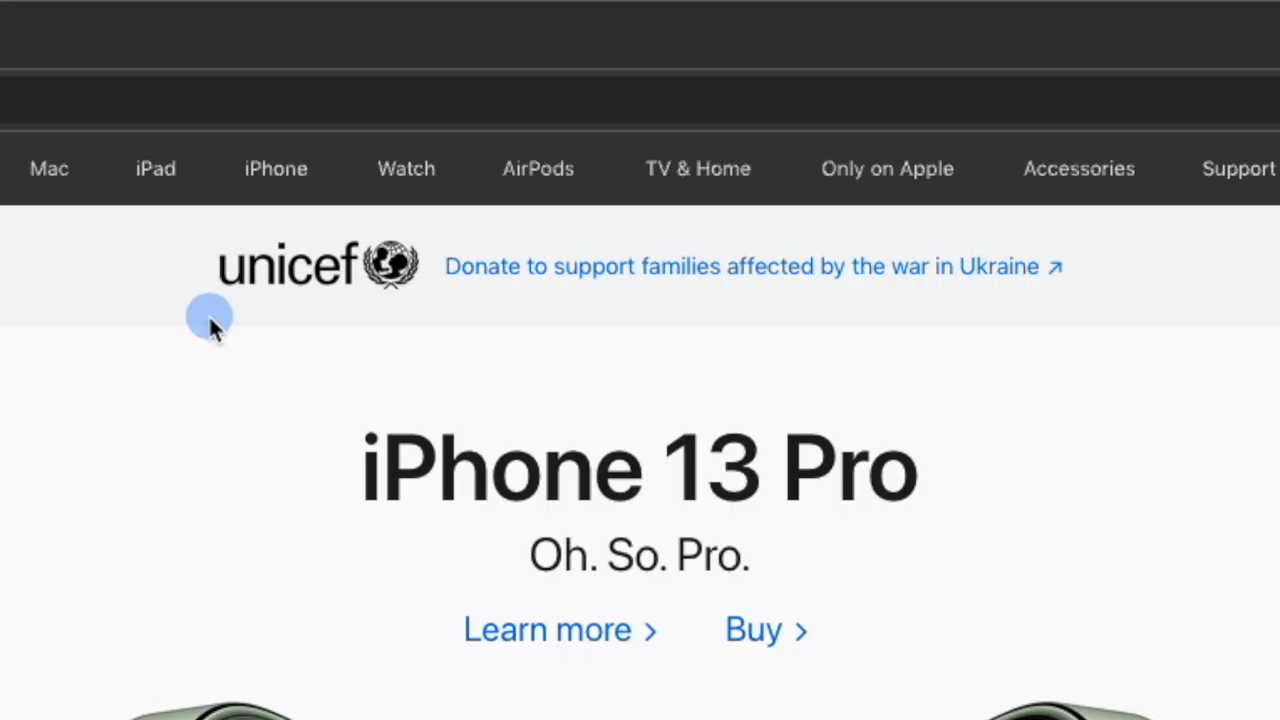 Mac iPad iPhone Watch AirPods TV & Home Only on Apple Accessories Support
unicef Donate to support families affected by the war in Ukraine ↗
iPhone 13 Pro
Oh. So. Pro.
Learn more > Buy >